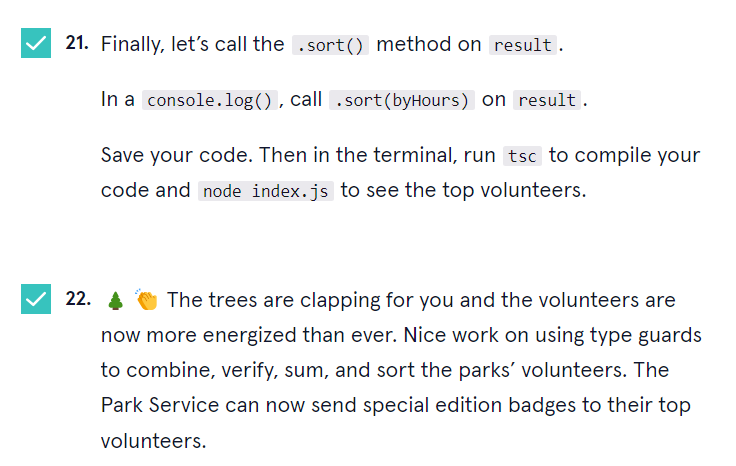 21. Finally, let’s call the .sort() method on result.
In a console.log(), call .sort(byHours) on result.
Save your code. Then in the terminal, run tsc to compile your
code and node index.js to see the top volunteers.
22. 🌲 👏 The trees are clapping for you and the volunteers are
now more energized than ever. Nice work on using type guards
to combine, verify, sum, and sort the parks’ volunteers. The
Park Service can now send special edition badges to their top
volunteers.